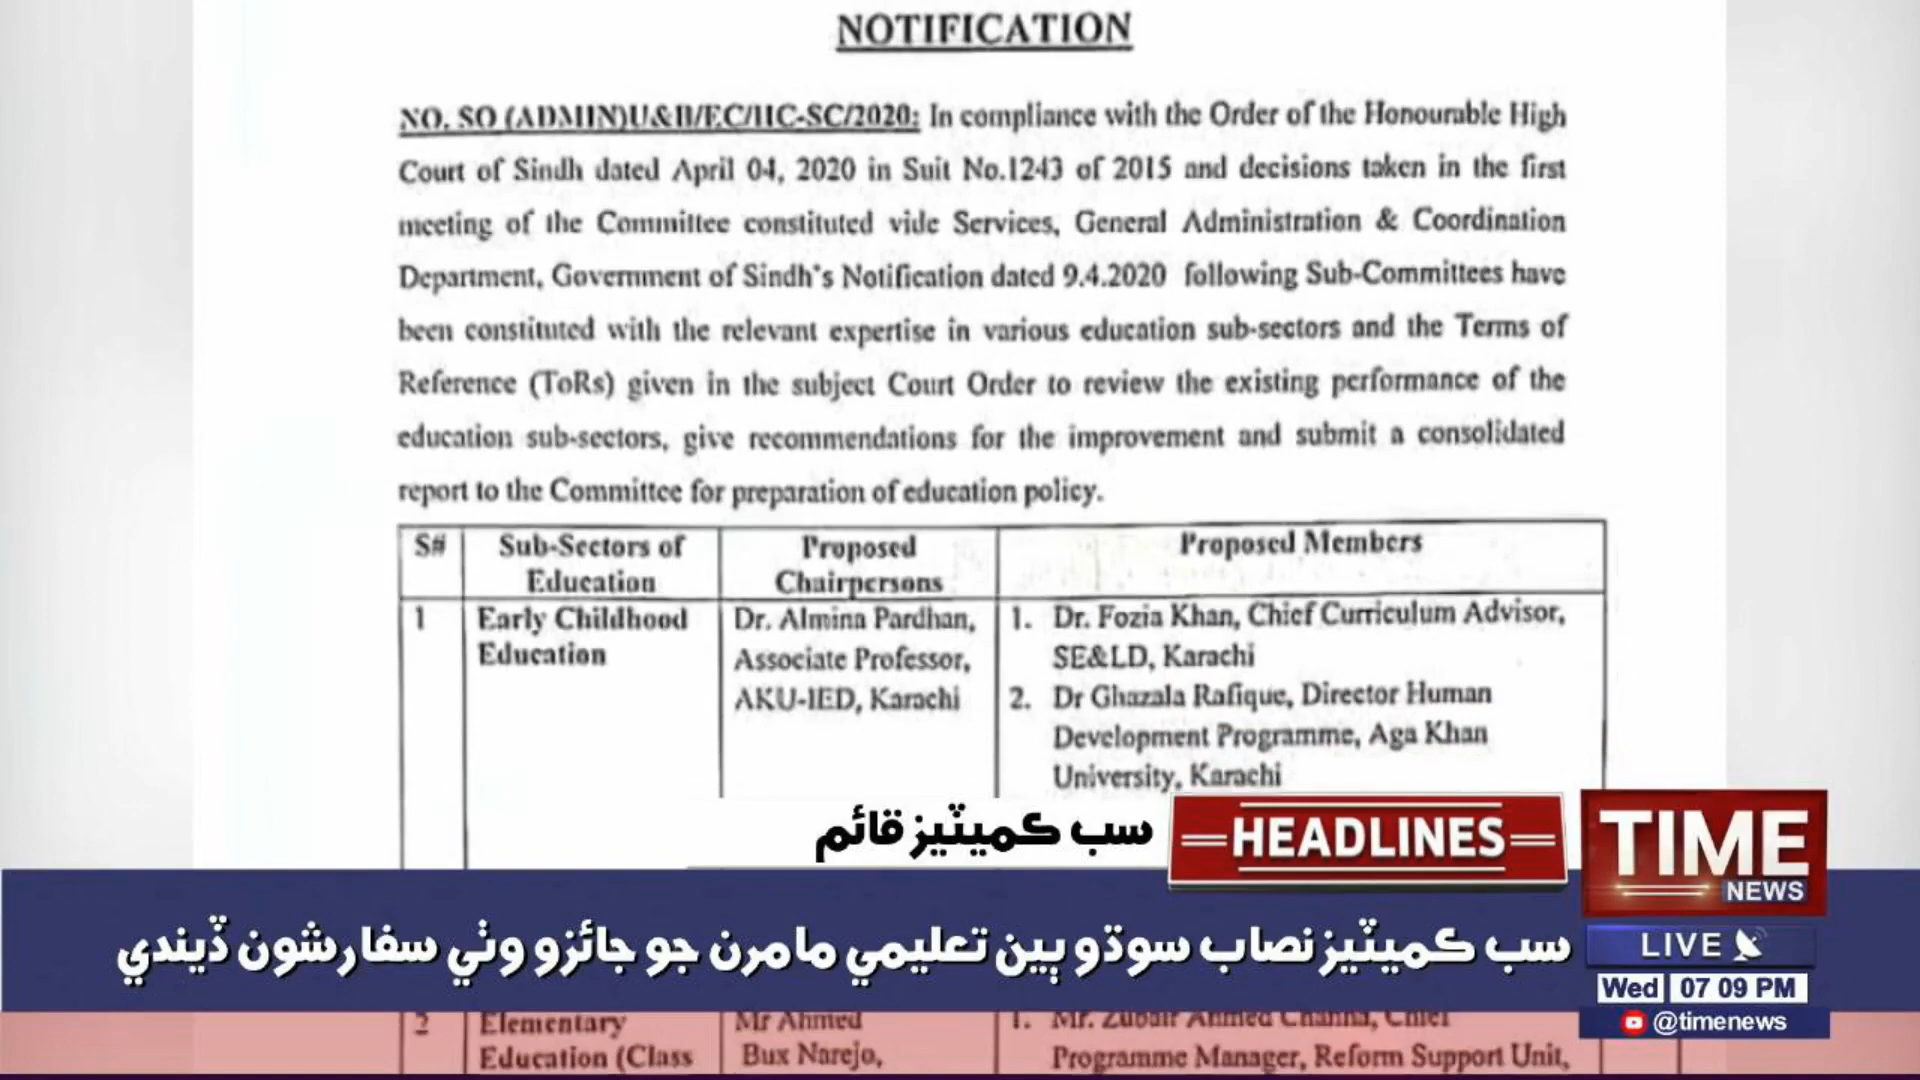 NOTIFICATION
NO. SO (ADMIN)U&B/EC/HC-SC/2020: In compliance with the Order of the Honourable High
Court of Sindh dated April 04, 2020 in Suit No.1243 of 2015 and decisions taken in the first
meeting of the Committee constituted vide Services, General Administration & Coordination
Department, Government of Sindh's Notification dated 9.4.2020 following Sub-Committees have
been constituted with the relevant expertise in various education sub-sectors and the Terms of
Reference (ToRs) given in the subject Court Order to review the existing performance of the
education sub-sectors, give recommendations for the improvement and submit a consolidated
report to the Committee for preparation of education policy.
S# Sub-Sectors of Education Proposed Chairpersons Proposed Members
1 Early Childhood Education
Dr. Almina Pardhan,
Associate Professor,
AKU-IED, Karachi
1. Dr. Fozia Khan, Chief Curriculum Advisor,
SE&LD, Karachi
2. Dr Ghazala Rafique, Director Human
Development Programme, Aga Khan
University, Karachi
سب ڪميٽيز قائم
HEADLINES
TIME
NEWS
سب ڪميٽيز نصاب سوڌو ٻين تعليمي مامرن جو جائزو وٺي سفارشون ڏيندي
LIVE
Wed 07 09 PM
@timenews
2 Elementary
Education (Class
Mr Ahmed
Bux Narejo,
1. Mr. Zubair Ahmed Channa, Chief
Programme Manager, Reform Support Unit,